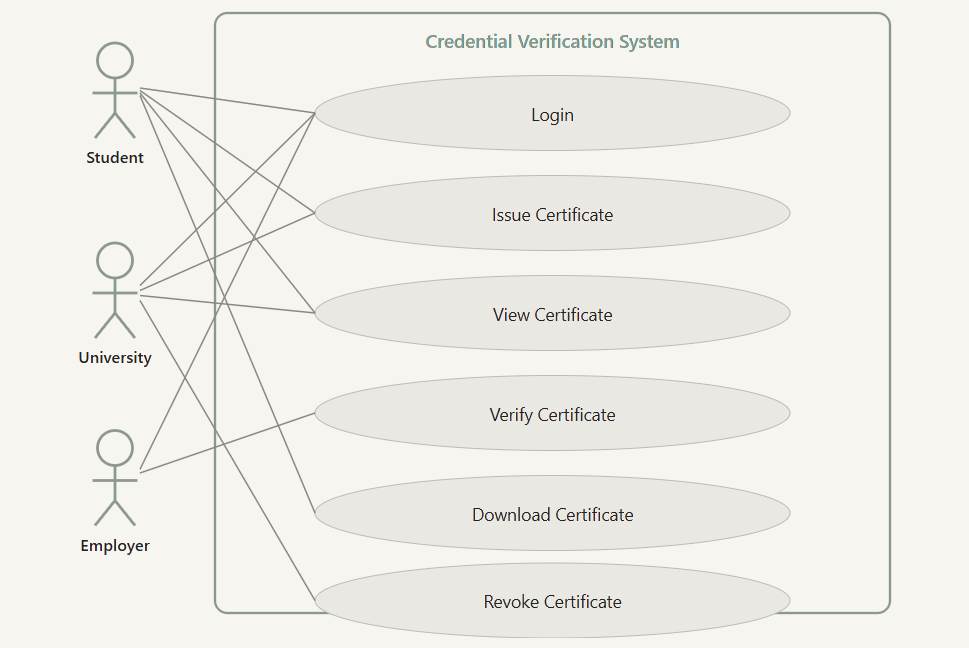 Credential Verification System
Student
University
Employer
Login
Issue Certificate
View Certificate
Verify Certificate
Download Certificate
Revoke Certificate